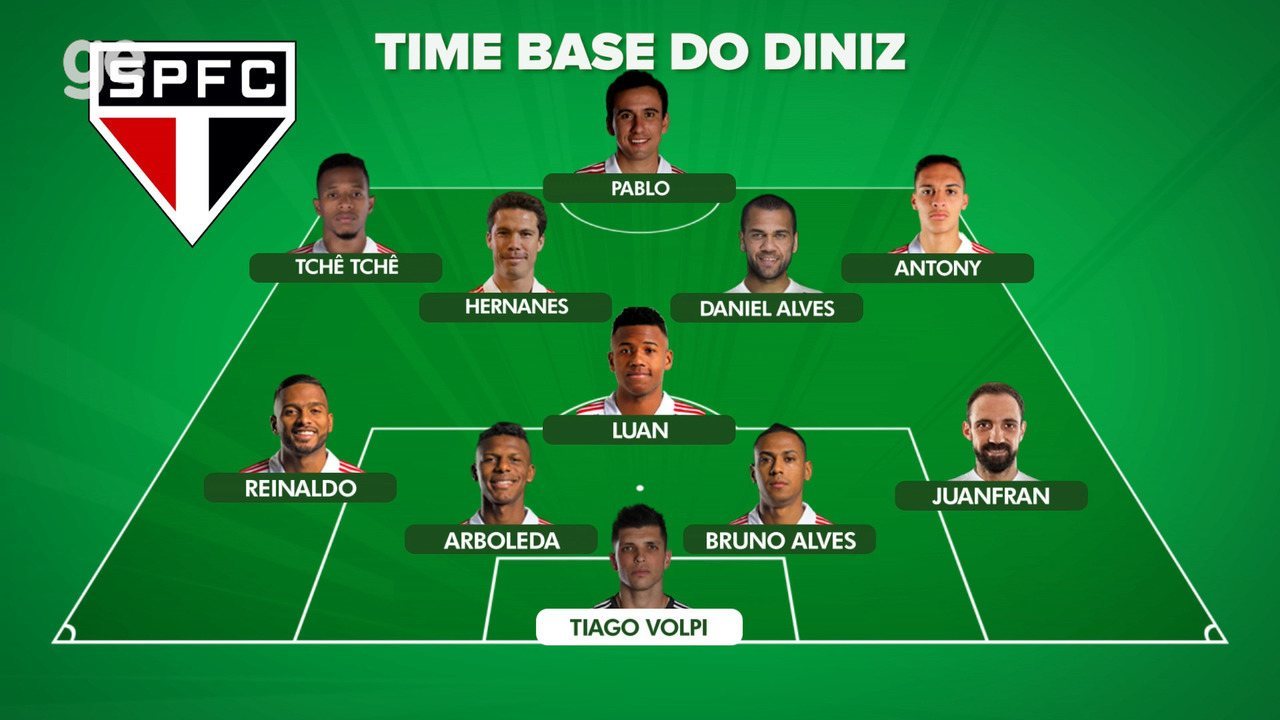 ge
SPFC
TIME BASE DO DINIZ
PABLO
TCHÊ TCHÊ
ANTONY
HERNANES
DANIEL ALVES
LUAN
REINALDO
JUANFRAN
ARBOLEDA
BRUNO ALVES
TIAGO VOLPI